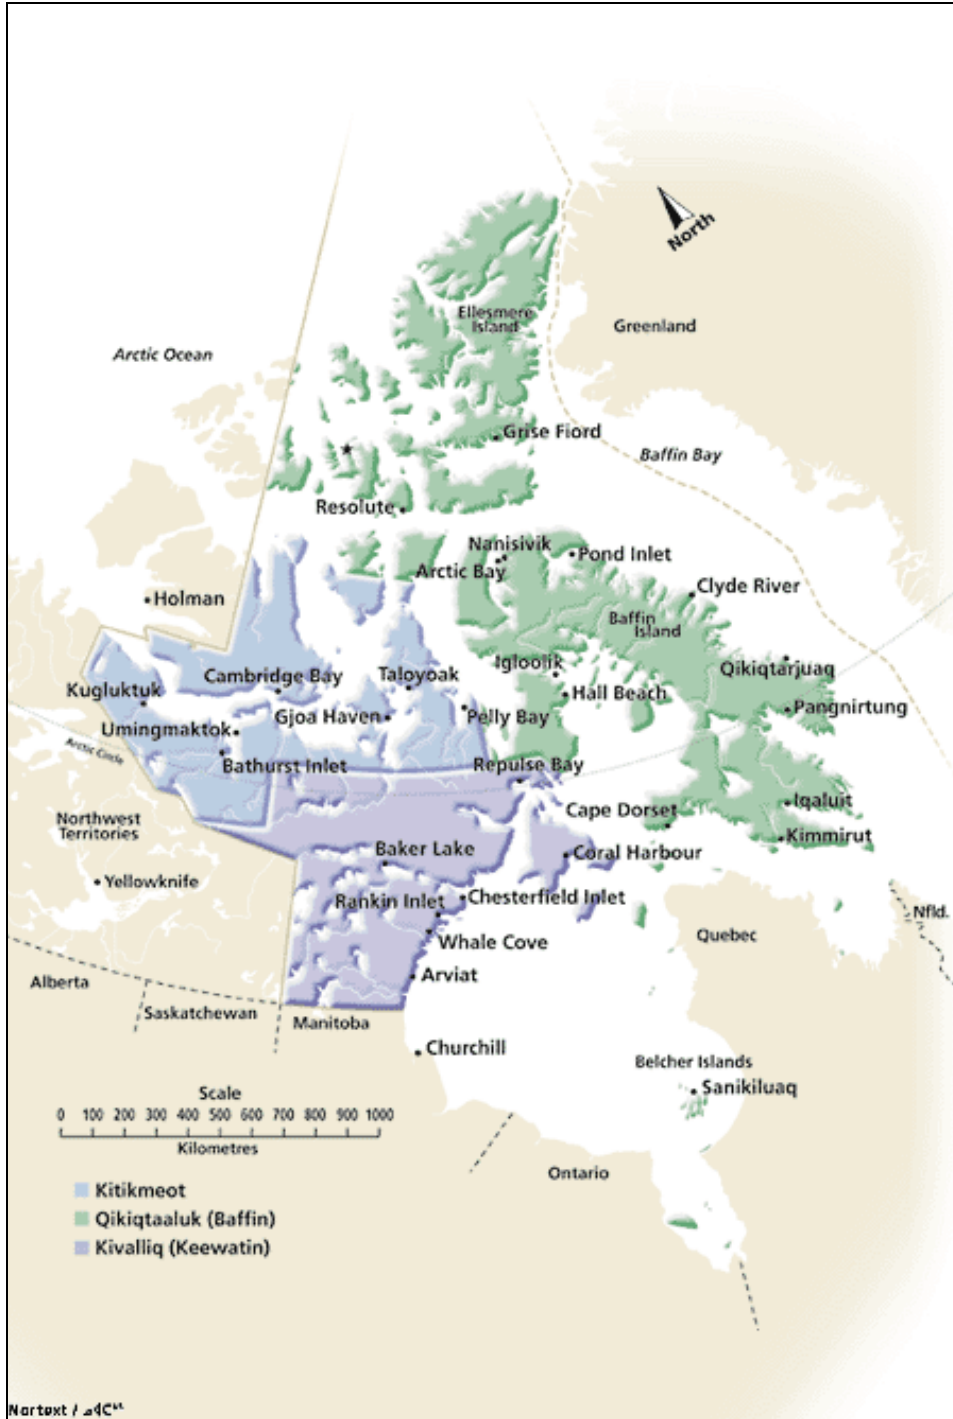 North
Ellesmere
Island
Greenland
Arctic Ocean
Grise Fiord
Baffin Bay
Resolute
Nanisivik
Pond Inlet
Arctic Bay
Clyde River
Holman
Baffin
Island
Igloolik
Qikiqtarjuaq
Cambridge Bay
Taloyoak
Kugluktuk
Hall Beach
Gjoa Haven
Pelly Bay
Pangnirtung
Umingmaktok
Arctic Circle
Bathurst Inlet
Repulse Bay
Iqaluit
Cape Dorset
Northwest
Territories
Kimmirut
Baker Lake
Coral Harbour
Yellowknife
Chesterfield Inlet
Rankin Inlet
Nfld.
Whale Cove
Quebec
Arviat
Alberta
Saskatchewan
Manitoba
Churchill
Belcher Islands
Sanikiluaq
Scale
0 100 200 300 400 500 600 700 800 900 1000
Kilometres
Ontario
Kitikmeot
Qikiqtaaluk (Baffin)
Kivalliq (Keewatin)
Nortext / ᓄᕐᑕᒃᔅ